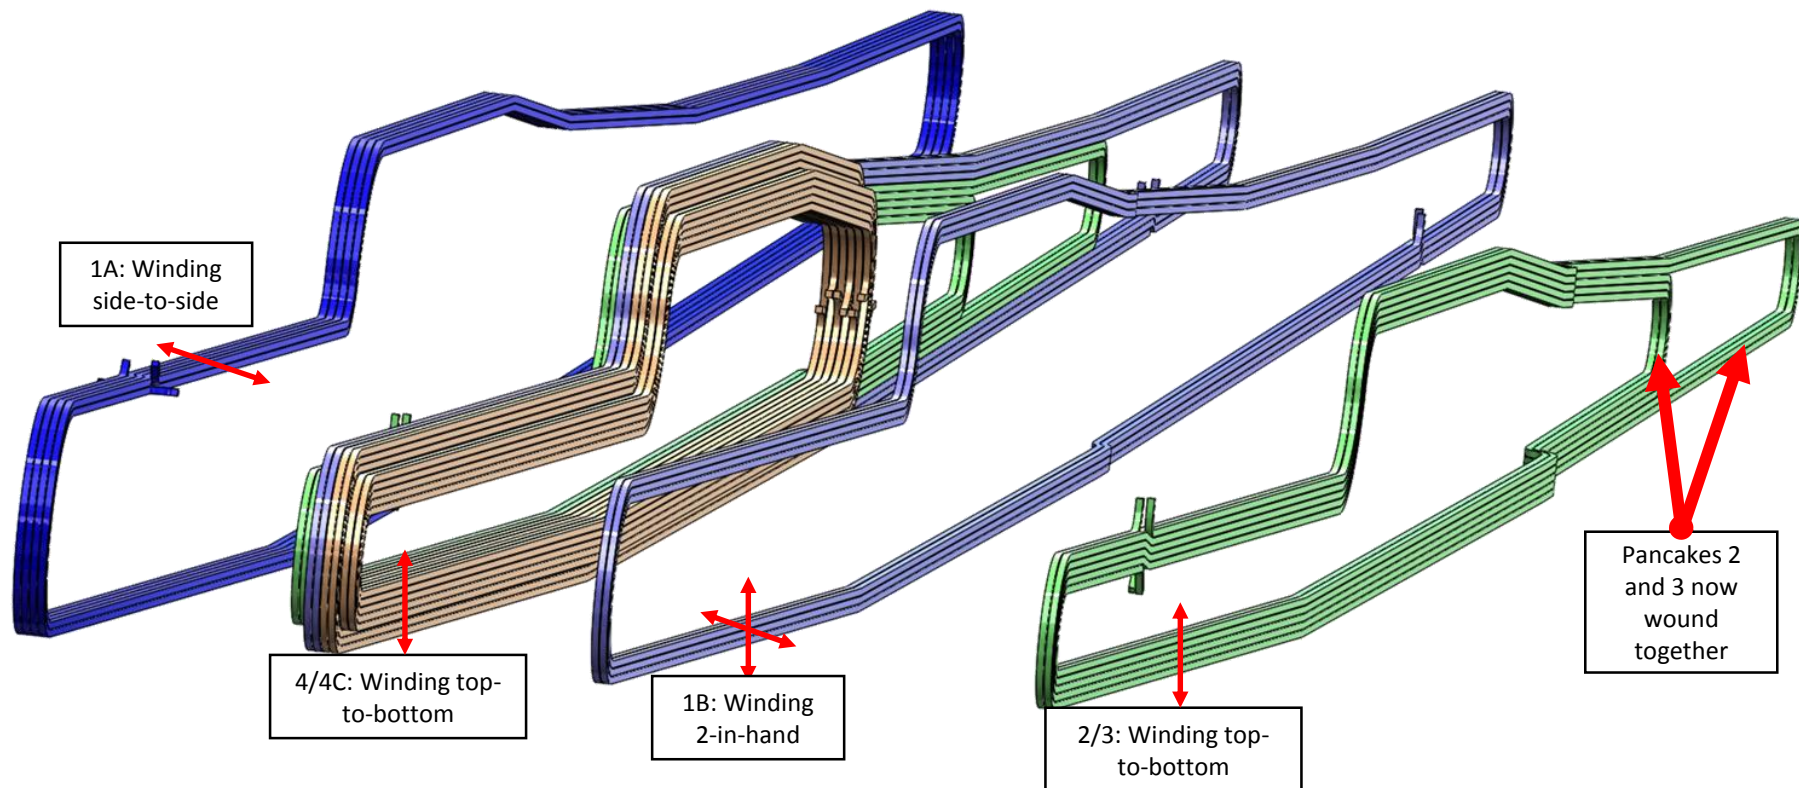 1A: Winding
side-to-side
4/4C: Winding top-
to-bottom
1B: Winding
2-in-hand
2/3: Winding top-
to-bottom
Pancakes 2
and 3 now
wound
together